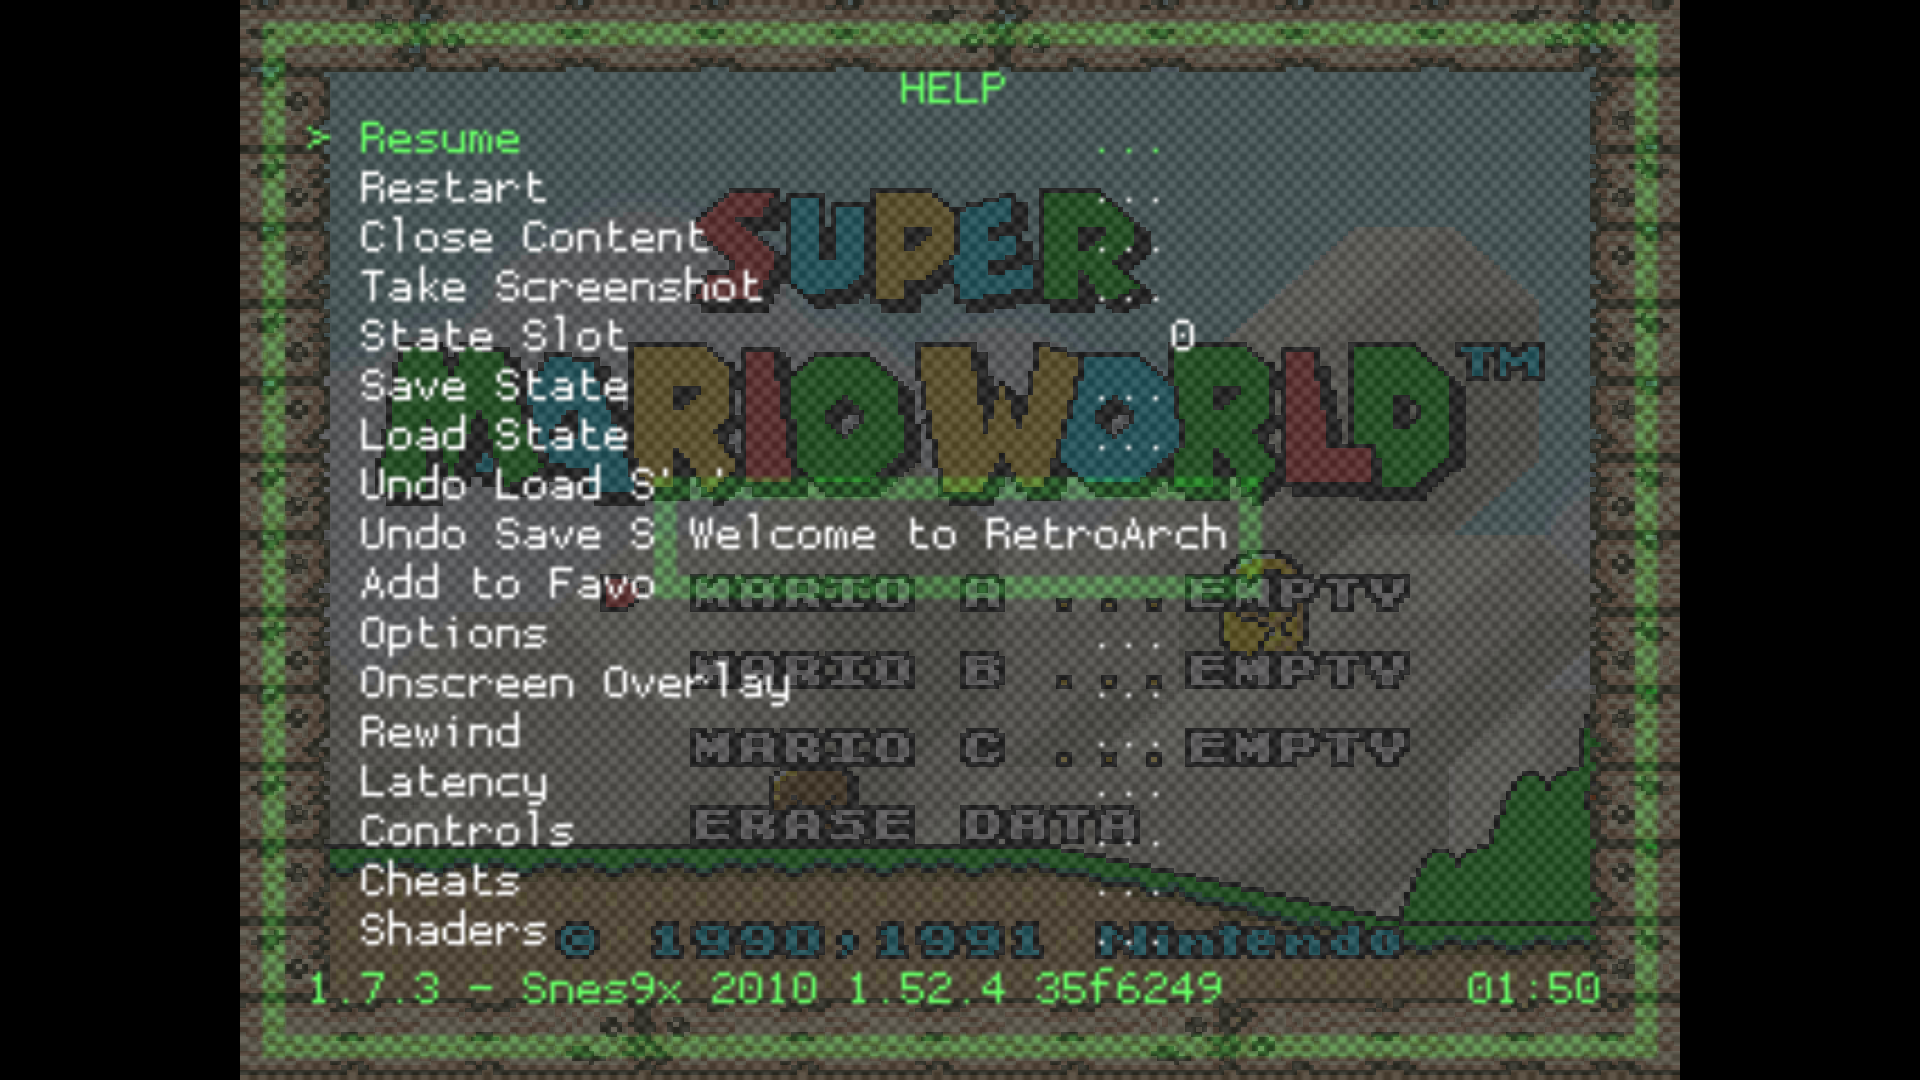 HELP
> Resume ...
Restart ...
Close Content ...
Take Screenshot ...
SUPER
State Slot 0
MARIO WORLD TM
Save State ...
Load State ...
Undo Load
Undo Save S
Welcome to RetroArch
Add to Favo
MARIO A ... EMPTY
Options ...
MARIO B ... EMPTY
Onscreen Overlay ...
Rewind ...
MARIO C ... EMPTY
Latency ...
Controls ...
ERASE DATA
Cheats ...
Shaders ...
© 1990,1991 Nintendo
1.7.3 - Snes9x 2010 1.52.4 35f6249 01:50